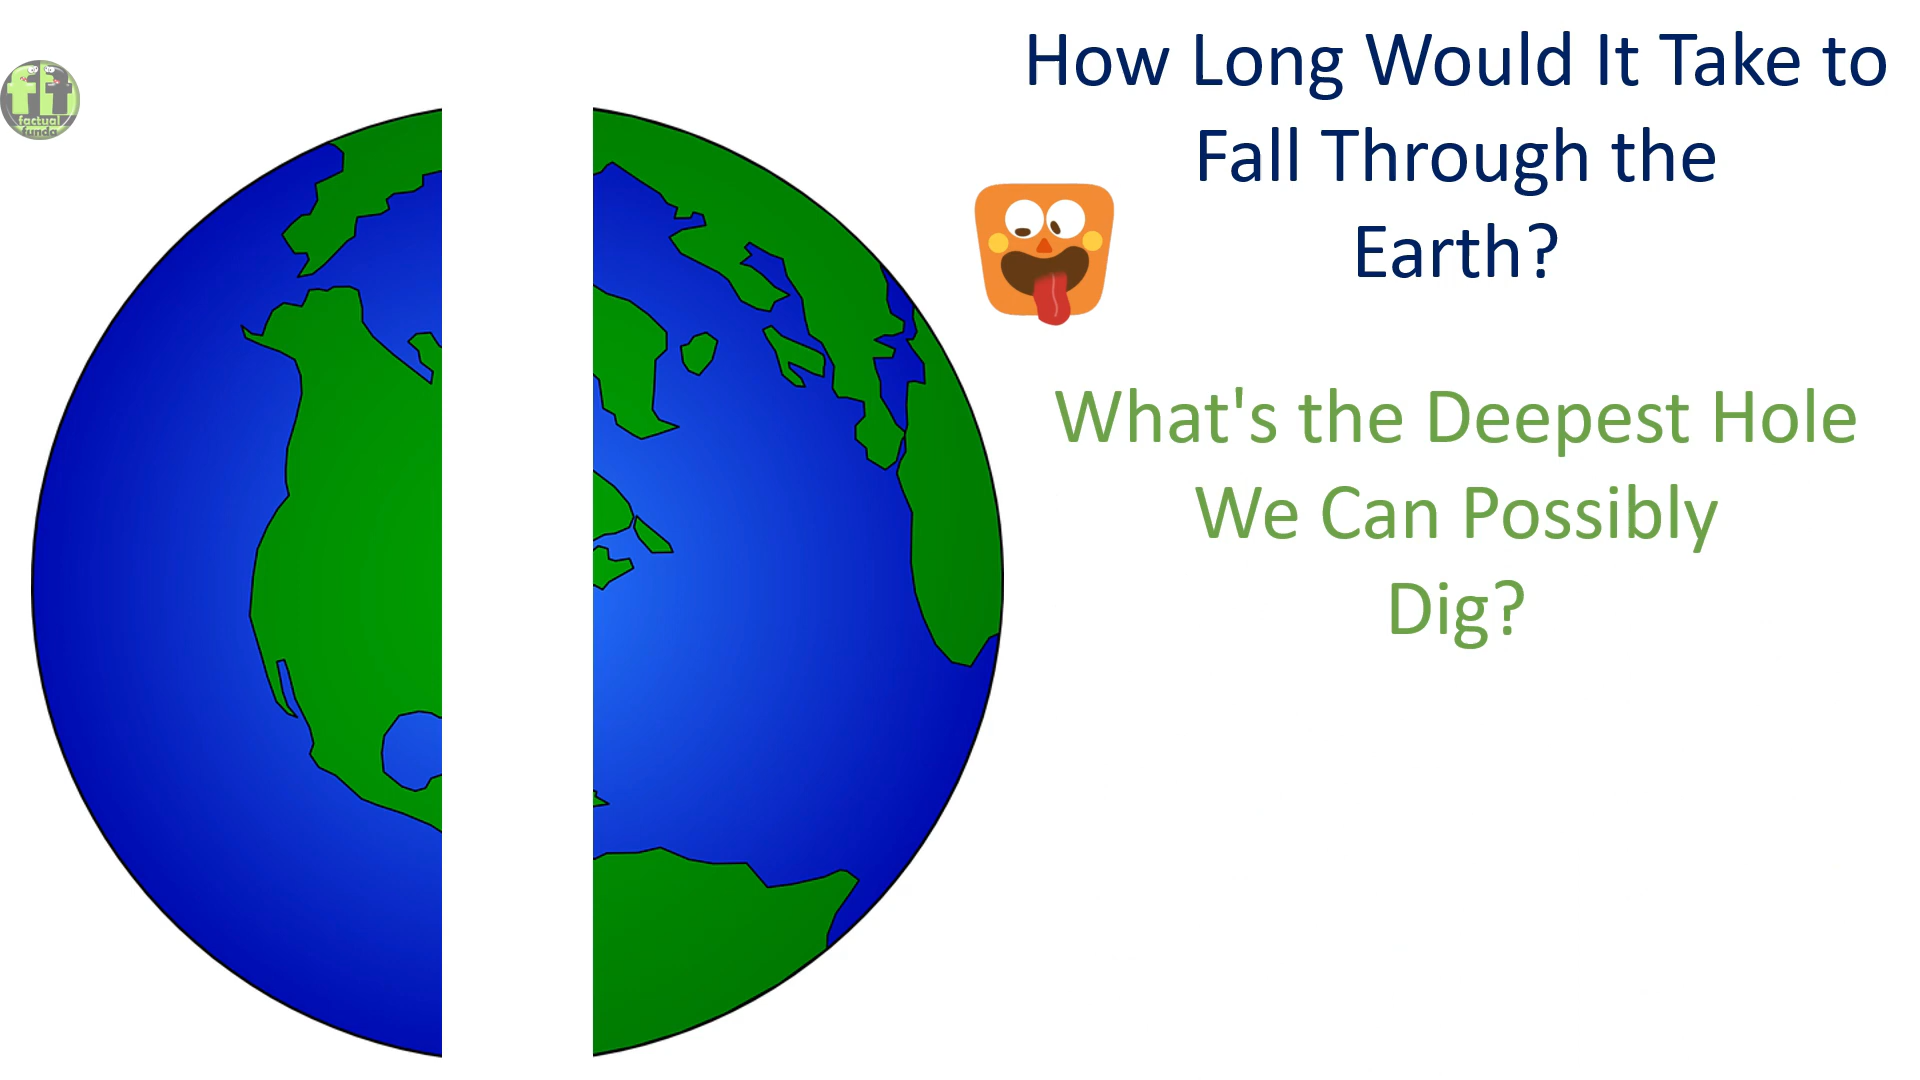 ff
factual
funda
How Long Would It Take to
Fall Through the
Earth?
What's the Deepest Hole
We Can Possibly
Dig?